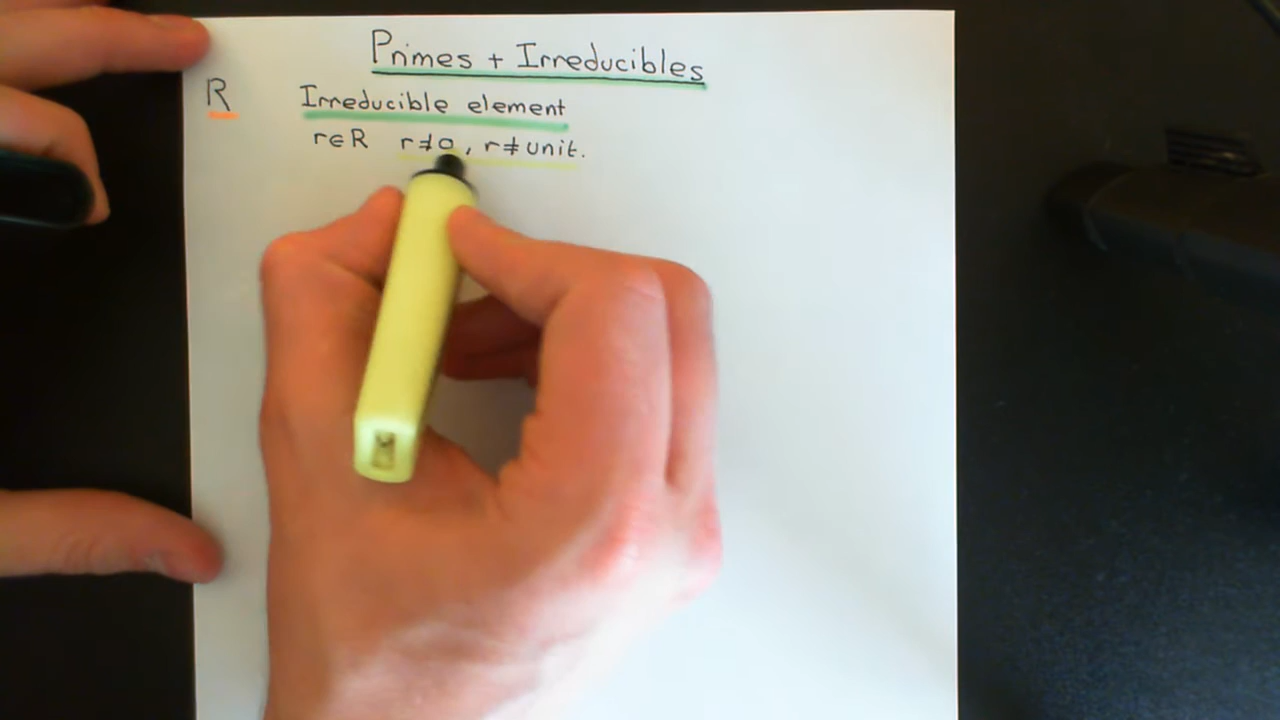 Primes + Irreducibles
R Irreducible element
r∈R r≠0, r≠unit.